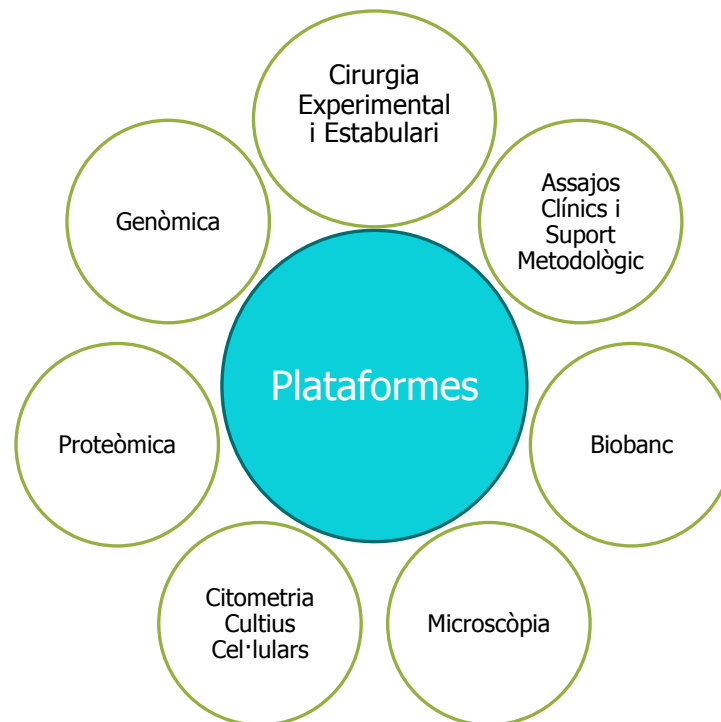 Cirurgia
Experimental
i Estabulari
Assajos
Clínics i
Suport
Metodològic
Genòmica
Plataformes
Proteòmica
Biobanc
Citometria
Cultius
Cel·lulars
Microscòpia